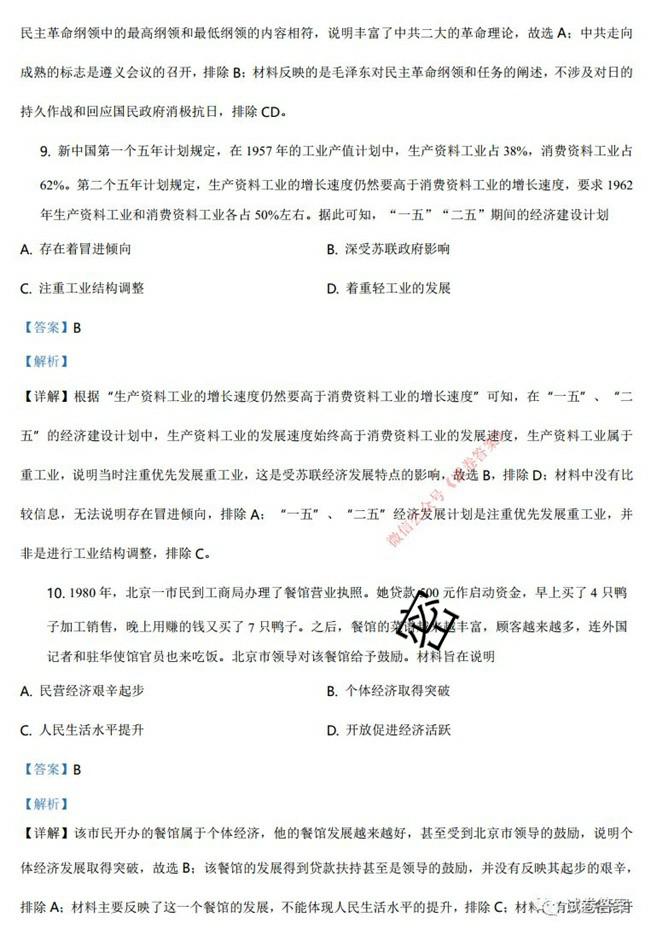 民主革命纲领中的最高纲领和最低纲领的内容相符，说明丰富了中共二大的革命理论，故选 A；中共走向
成熟的标志是遵义会议的召开，排除 B；材料反映的是毛泽东对民主革命纲领和任务的阐述，不涉及对日的
持久作战和回应国民政府消极抗日，排除 CD。
9. 新中国第一个五年计划规定，在 1957 年的工业产值计划中，生产资料工业占 38%，消费资料工业占
62%。第二个五年计划规定，生产资料工业的增长速度仍然要高于消费资料工业的增长速度，要求 1962
年生产资料工业和消费资料工业各占 50%左右。据此可知，“一五”“二五”期间的经济建设计划
A. 存在着冒进倾向 B. 深受苏联政府影响
C. 注重工业结构调整 D. 着重轻工业的发展
【答案】B
【解析】
【详解】根据“生产资料工业的增长速度仍然要高于消费资料工业的增长速度”可知，在“一五”、“二
五”的经济建设计划中，生产资料工业的发展速度始终高于消费资料工业的发展速度，生产资料工业属于
重工业，说明当时注重优先发展重工业，这是受苏联经济发展特点的影响，故选 B，排除 D；材料中没有比
较信息，无法说明存在冒进倾向，排除 A；“一五”、“二五”经济发展计划是注重优先发展重工业，并
非是进行工业结构调整，排除 C。
微信公众号《试卷答案》
10. 1980 年，北京一市民到工商局办理了餐馆营业执照。她贷款 500 元作启动资金，早上买了 4 只鸭
子加工销售，晚上用赚的钱又买了 7 只鸭子。之后，餐馆的菜谱越来越丰富，顾客越来越多，连外国
记者和驻华使馆官员也来吃饭。北京市领导对该餐馆给予鼓励。材料旨在说明
密
A. 民营经济艰辛起步 B. 个体经济取得突破
C. 人民生活水平提升 D. 开放促进经济活跃
【答案】B
【解析】
【详解】该市民开办的餐馆属于个体经济，他的餐馆发展越来越好，甚至受到北京市领导的鼓励，说明个
体经济发展取得突破，故选 B；该餐馆的发展得到贷款扶持甚至是领导的鼓励，并没有反映其起步的艰辛，
排除 A；材料主要反映了这一个餐馆的发展，不能体现人民生活水平的提升，排除 C；材料
试卷答案